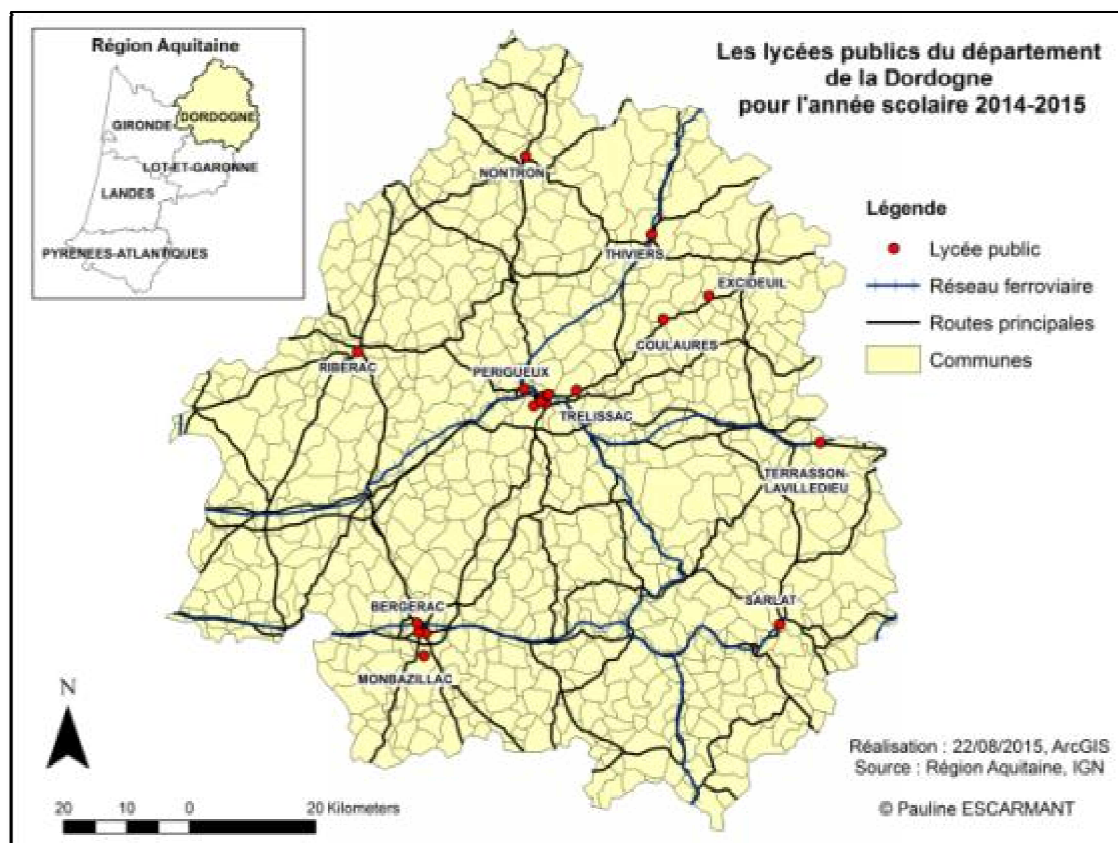 Région Aquitaine
DORDOGNE
GIRONDE
LOT-ET-GARONNE
LANDES
PYRENEES-ATLANTIQUES
Les lycées publics du département
de la Dordogne
pour l'année scolaire 2014-2015
Légende
Lycée public
Réseau ferroviaire
Routes principales
Communes
NONTRON
THIVIERS
EXCIDEUIL
COULAURES
RIBERAC
PERIGUEUX
TRELISSAC
TERRASSON-
LAVILLEDIEU
SARLAT
BERGERAC
MONBAZILLAC
N
20 10 0 20 Kilometers
Réalisation : 22/08/2015, ArcGIS
Source : Région Aquitaine, IGN
© Pauline ESCARMANT